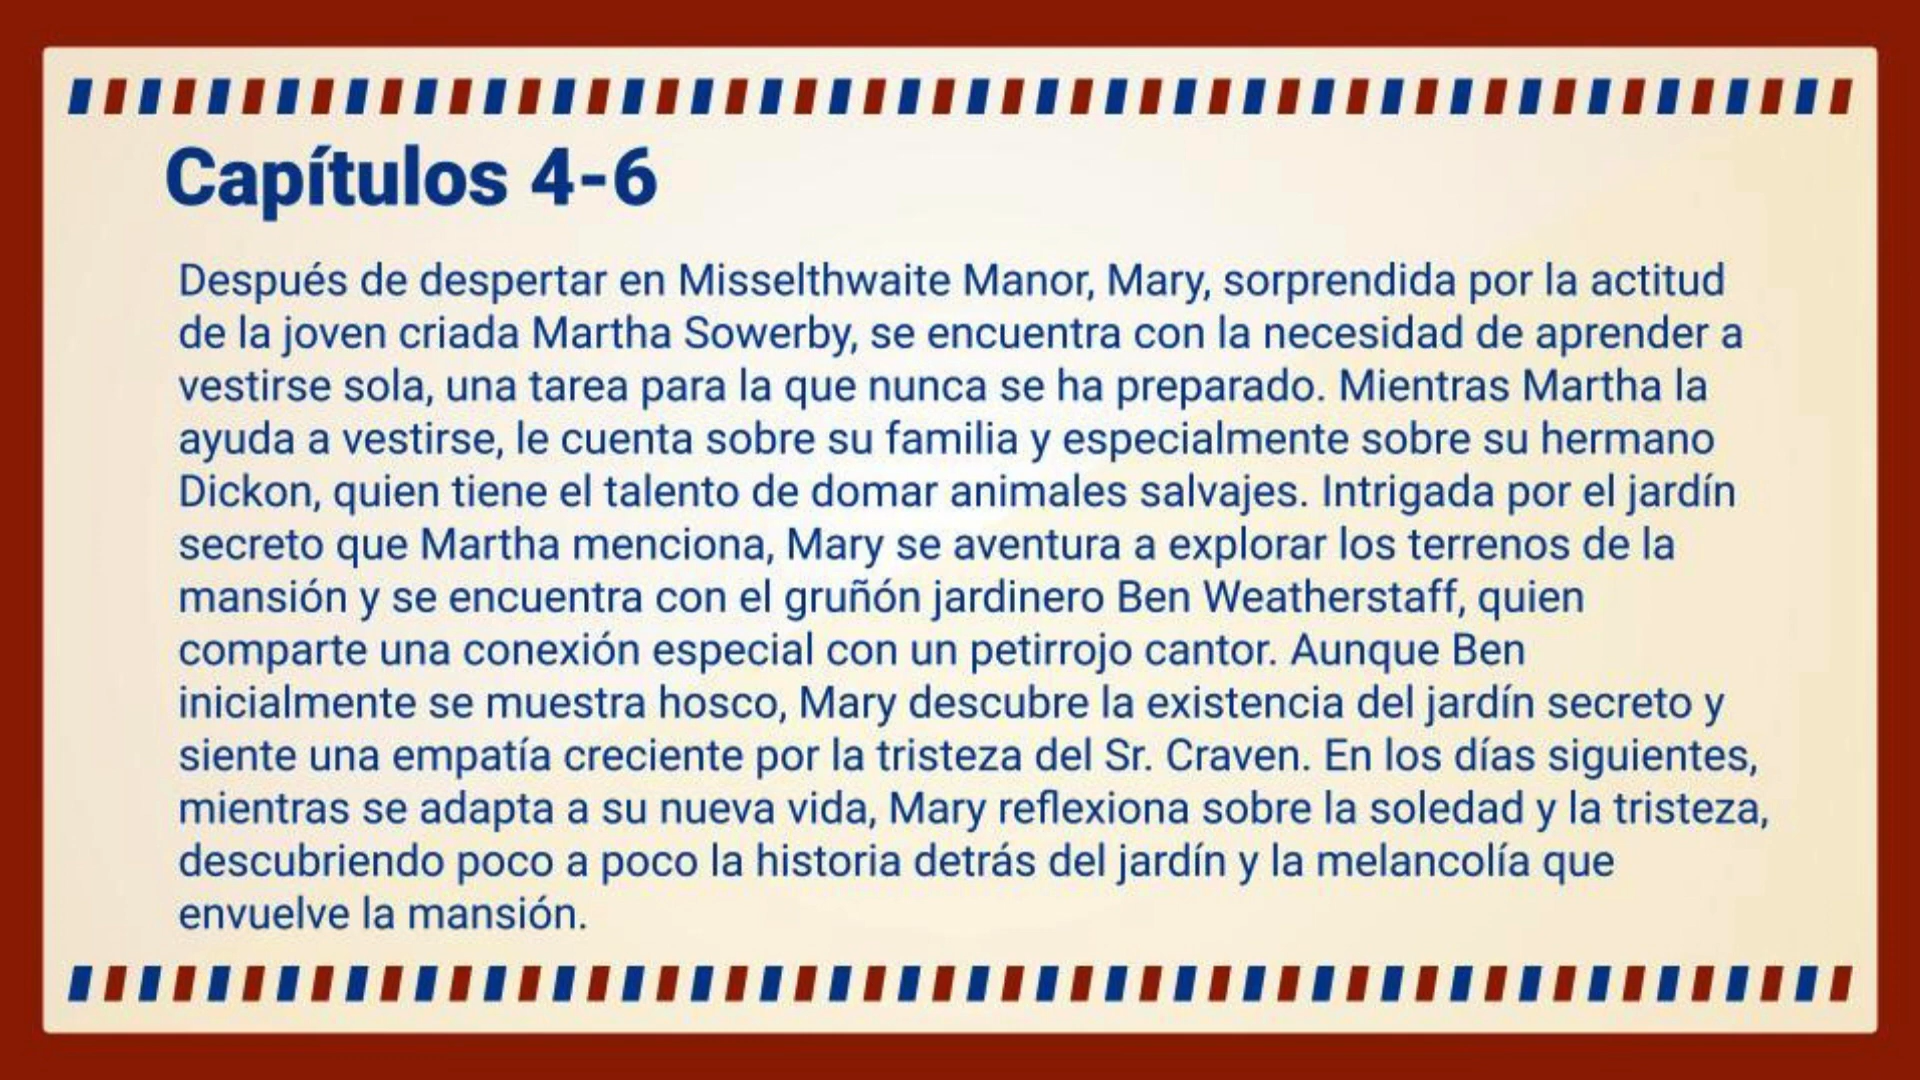 Capítulos 4-6
Después de despertar en Misselthwaite Manor, Mary, sorprendida por la actitud
de la joven criada Martha Sowerby, se encuentra con la necesidad de aprender a
vestirse sola, una tarea para la que nunca se ha preparado. Mientras Martha la
ayuda a vestirse, le cuenta sobre su familia y especialmente sobre su hermano
Dickon, quien tiene el talento de domar animales salvajes. Intrigada por el jardín
secreto que Martha menciona, Mary se aventura a explorar los terrenos de la
mansión y se encuentra con el gruñón jardinero Ben Weatherstaff, quien
comparte una conexión especial con un petirrojo cantor. Aunque Ben
inicialmente se muestra hosco, Mary descubre la existencia del jardín secreto y
siente una empatía creciente por la tristeza del Sr. Craven. En los días siguientes,
mientras se adapta a su nueva vida, Mary reflexiona sobre la soledad y la tristeza,
descubriendo poco a poco la historia detrás del jardín y la melancolía que
envuelve la mansión.